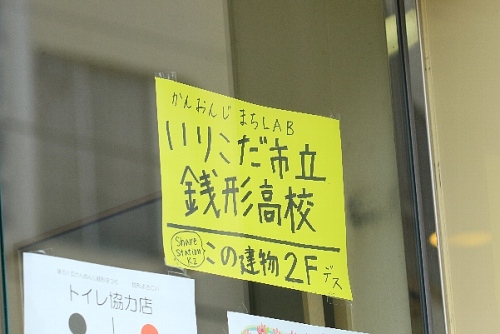 かんおんじ まちLAB
いりこだ市立
銭形高校
Share
Station
K2
この建物2Fデス
トイレ協力店